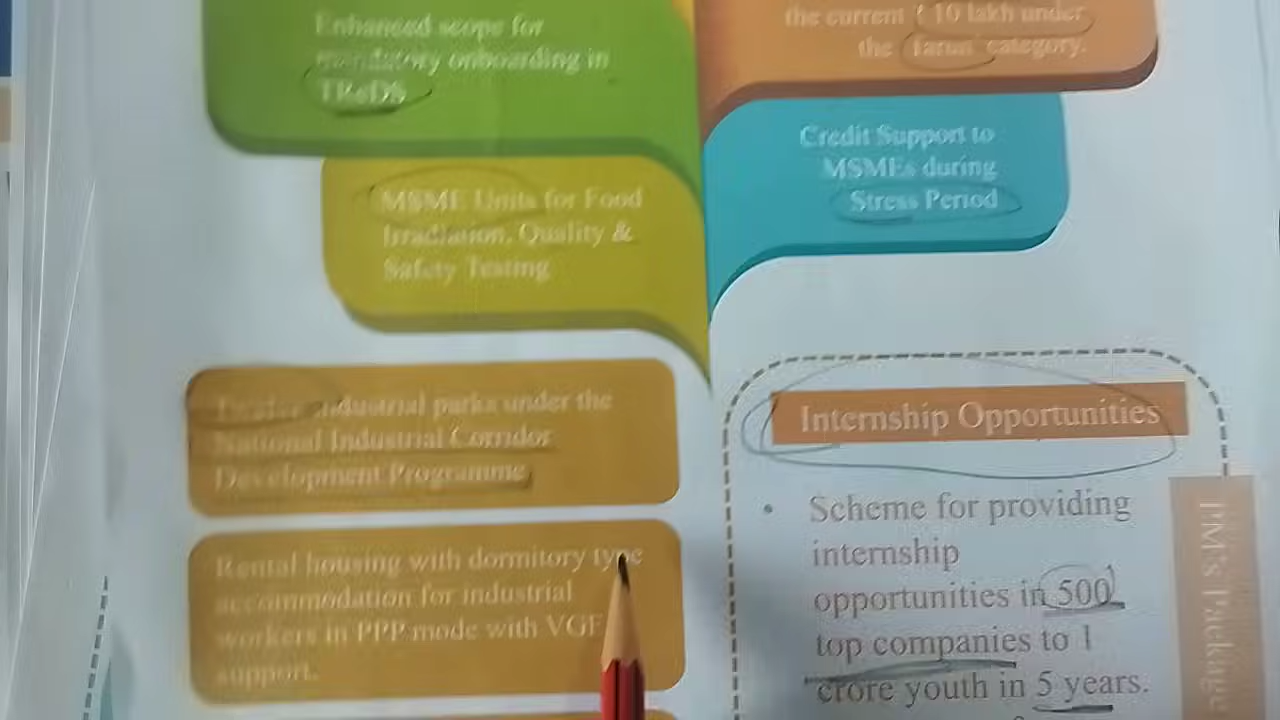 Enhanced scope for
mandatory onboarding in
TReDS
MSME Units for Food
Irradiation, Quality &
Safety Testing
industrial parks under the
National Industrial Corridor
Development Programme
Rental housing with dormitory type
accommodation for industrial
workers in PPP mode with VGF
support.
the current ₹ 10 lakh under
the 'Tarun' category.
Credit Support to
MSMEs during
Stress Period
Internship Opportunities
• Scheme for providing
internship
opportunities in 500
top companies to 1
crore youth in 5 years.
PM's Package